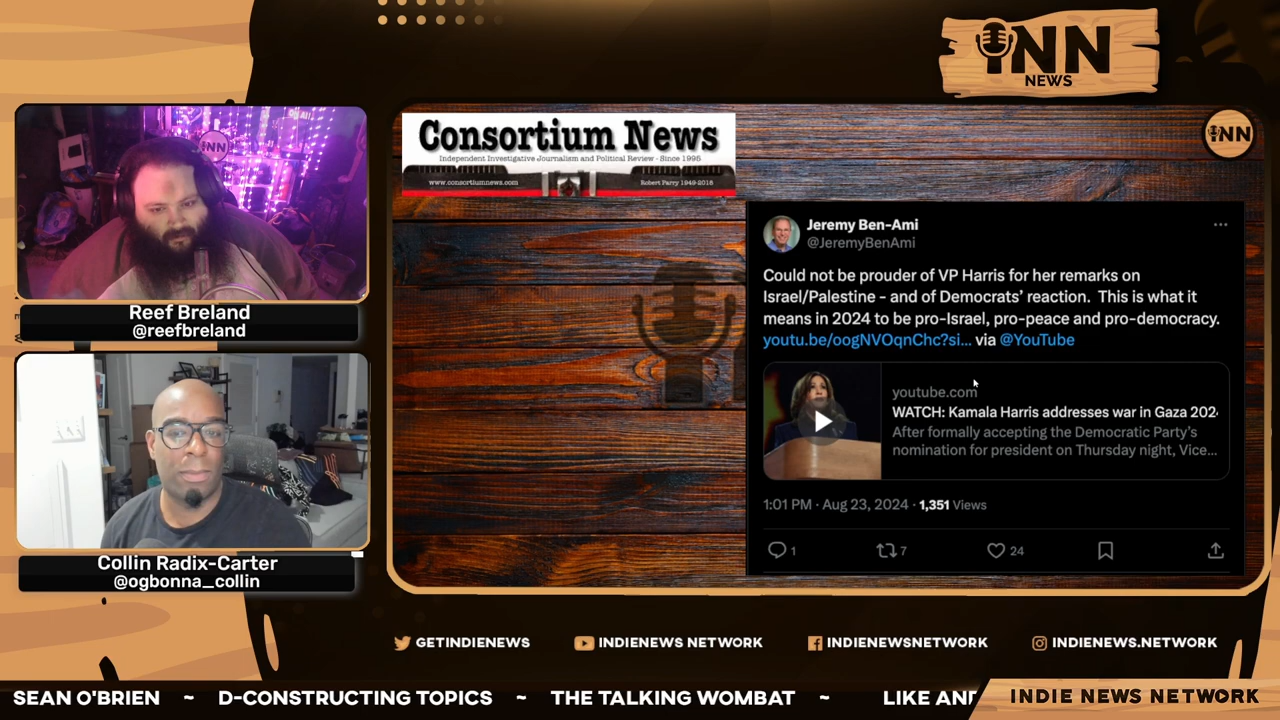 iNN
NEWS
iNN
Consortium News
Independent Investigative Journalism and Political Review - Since 1995
www.consortiumnews.com
Robert Parry 1949-2018
iNN
Jeremy Ben-Ami
@JeremyBenAmi
Could not be prouder of VP Harris for her remarks on
Israel/Palestine - and of Democrats’ reaction. This is what it
means in 2024 to be pro-Israel, pro-peace and pro-democracy.
youtu.be/oogNVOqnChc?si... via @YouTube
youtube.com
WATCH: Kamala Harris addresses war in Gaza 202
After formally accepting the Democratic Party’s
nomination for president on Thursday night, Vice...
1:01 PM · Aug 23, 2024 · 1,351 Views
1
7
24
Reef Breland
@reefbreland
Collin Radix-Carter
@ogbonna_collin
GETINDIENEWS
INDIENEWS NETWORK
INDIENEWSNETWORK
INDIENEWS.NETWORK
SEAN O'BRIEN ~ D-CONSTRUCTING TOPICS ~ THE TALKING WOMBAT ~ LIKE AND
INDIE NEWS NETWORK